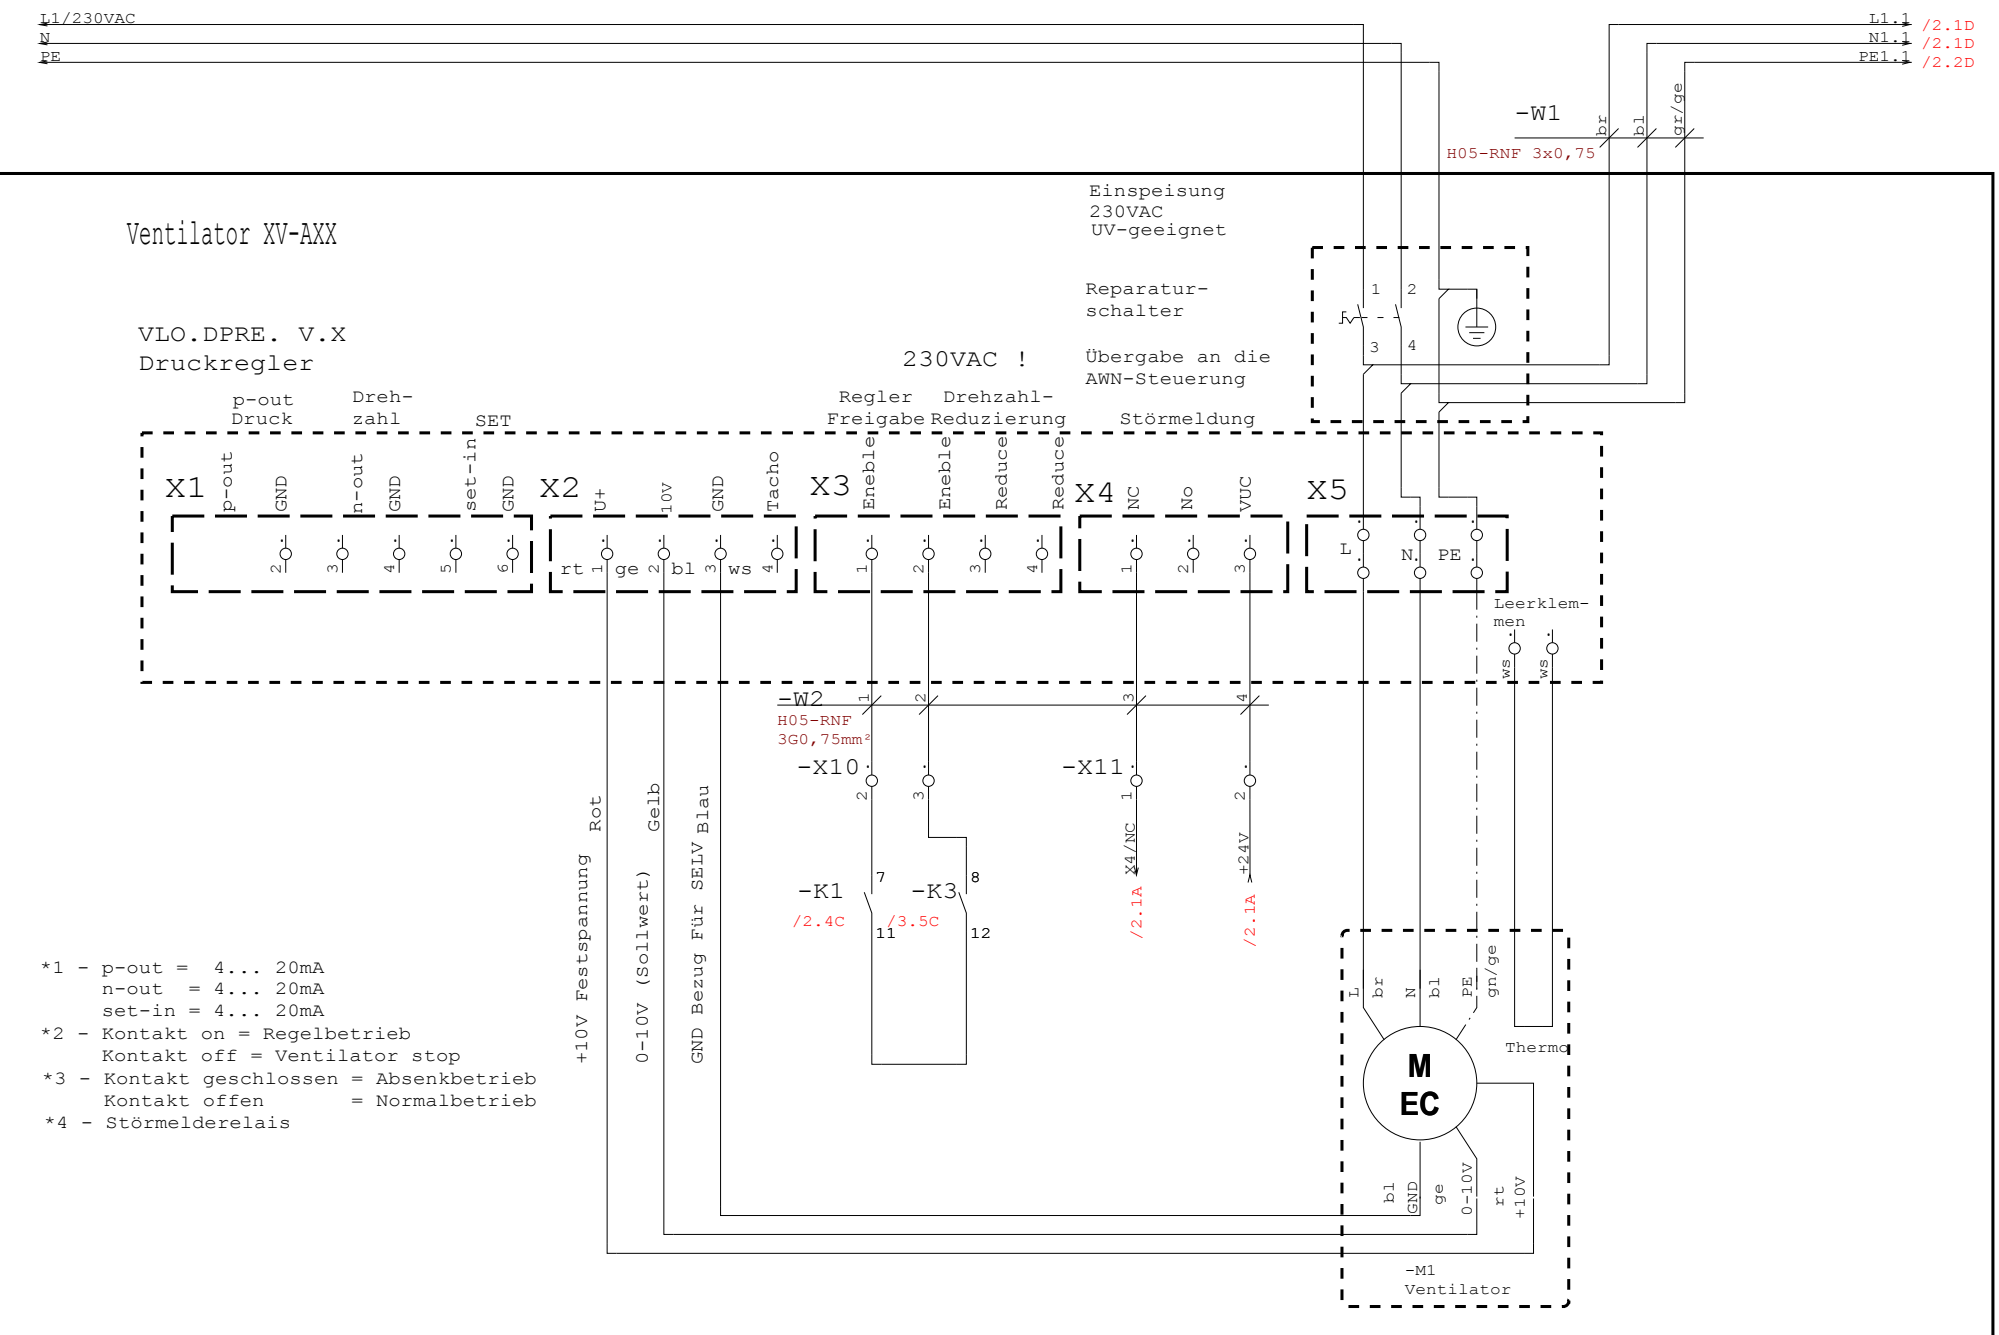 L1/230VAC
N
PE
L1.1 /2.1D
N1.1 /2.1D
PE1.1 /2.2D
-W1
br
bl
gr/ge
H05-RNF 3x0,75
Ventilator XV-AXX
Einspeisung
230VAC
UV-geeignet
Reparatur-
schalter
1 2
3 4
VLO.DPRE. V.X
Druckregler
230VAC !
Übergabe an die
AWN-Steuerung
p-out
Druck
Dreh-
zahl
SET
Regler
Freigabe
Drehzahl-
Reduzierung
Störmeldung
X1
p-out
GND
n-out
GND
set-in
GND
X2
U+
10V
GND
Tacho
X3
Eneble
Eneble
Reduce
Reduce
X4
NC
No
VUC
X5
2 3 4 5 6
rt 1 ge 2 bl 3 ws 4
1 2 3 4
1 2 3
L N. PE
Leerklem-
men
ws ws
-W2
1 2 3 4
H05-RNF
3G0,75mm²
-X10
2 3
-X11
1 2
X4/NC
/2.1A
+24V
/2.1A
-K1
7
/2.4C
11
-K3
8
/3.5C
12
+10V Festspannung Rot
0-10V (Sollwert) Gelb
GND Bezug Für SELV Blau
*1 - p-out = 4... 20mA
n-out = 4... 20mA
set-in = 4... 20mA
*2 - Kontakt on = Regelbetrieb
Kontakt off = Ventilator stop
*3 - Kontakt geschlossen = Absenkbetrieb
Kontakt offen = Normalbetrieb
*4 - Störmelderelais
L br
N bl
PE gn/ge
Thermo
M
EC
bl
GND
ge
0-10V
rt
+10V
-M1
Ventilator